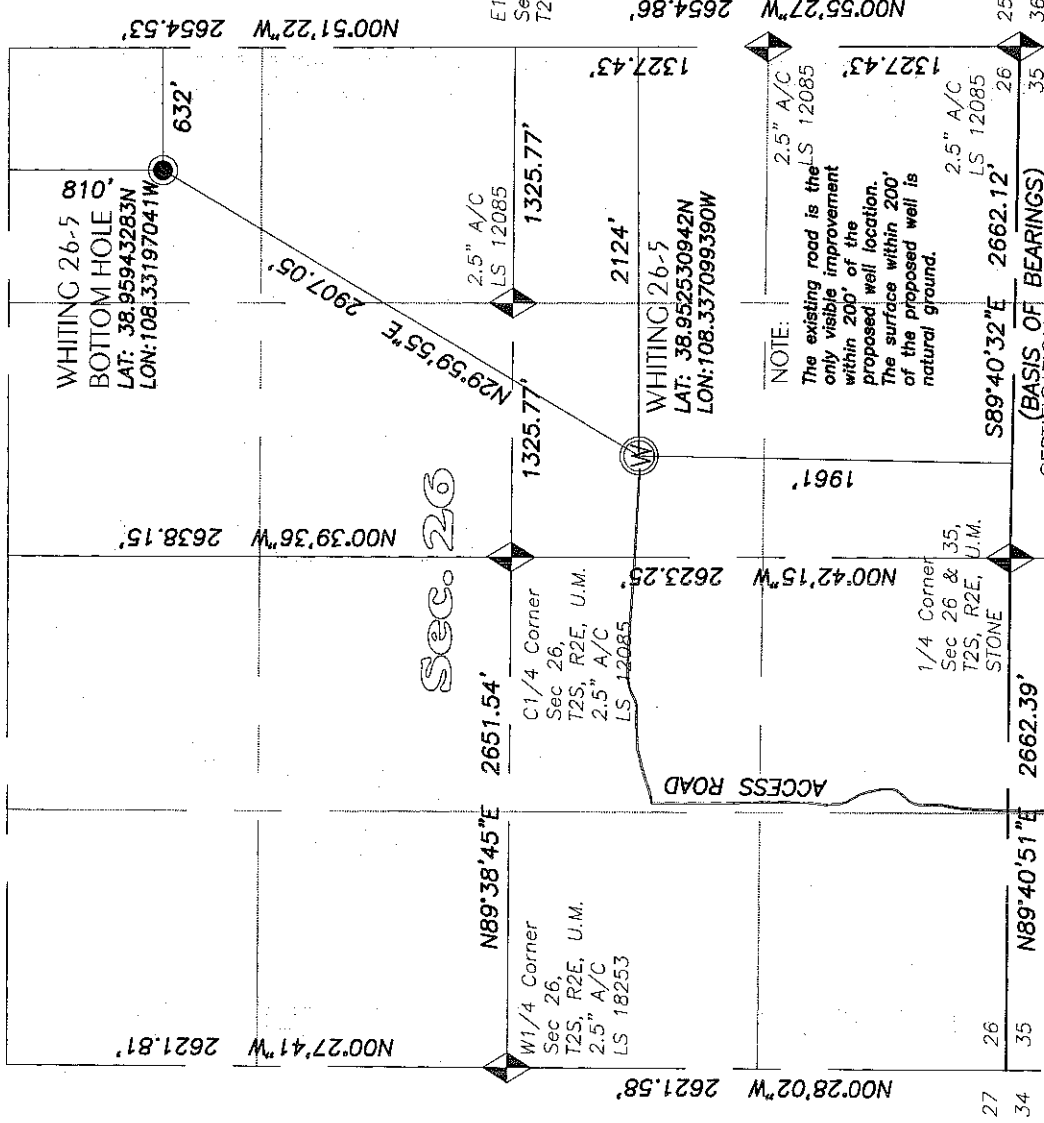 2654.53' N00°51'22"W
E1
Se
T2
2654.86' N00°55'27"W
WHITING 26-5
BOTTOM HOLE
LAT: 38.95943283N
LON:108.33197041W
810'
632'
N29°59'55"E 2907.05'
2638.15' N00°39'36"W
Sec. 26
2621.81' N00°27'41"W
N89°38'45"E 2651.54'
1325.77'
1325.77'
2.5" A/C
LS 12085
W1/4 Corner
Sec 26,
T2S, R2E, U.M.
2.5" A/C
LS 18253
C1/4 Corner
Sec 26,
T2S, R2E, U.M.
2.5" A/C
LS 12085
2124'
1327.43'
W
WHITING 26-5
LAT: 38.952530942N
LON:108.337099390W
1961'
2623.25' N00°42'15"W
2621.58' N00°28'02"W
ACCESS ROAD
NOTE:
The existing road is the
only visible improvement
within 200' of the
proposed well location.
The surface within 200'
of the proposed well is
natural ground.
2.5" A/C
LS 12085
1327.43'
2.5" A/C
LS 12085
1/4 Corner
Sec 26 & 35,
T2S, R2E, U.M.
STONE
27
26
34
35
N89°40'51"E 2662.39'
S89°40'32"E 2662.12'
(BASIS OF BEARINGS)
26
25
35
36